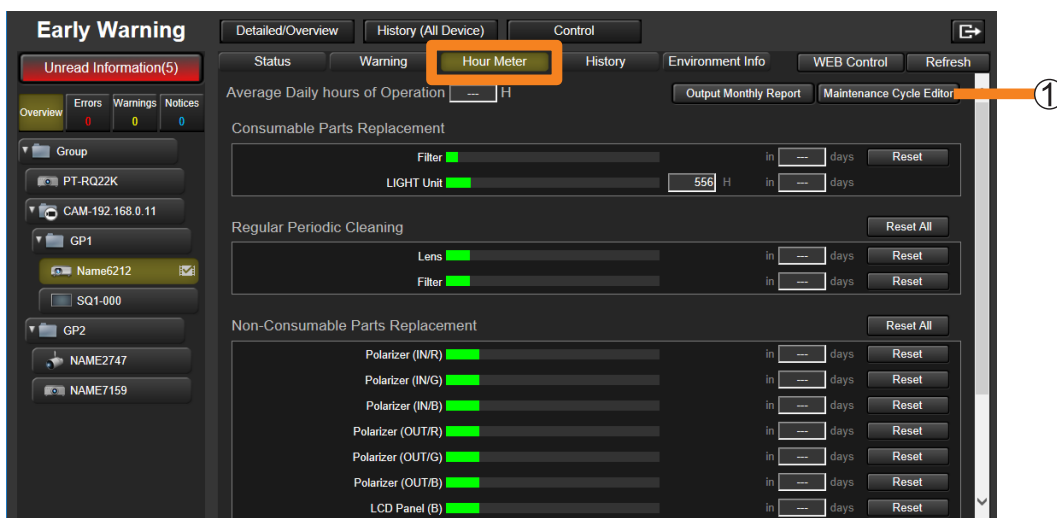 Early Warning
Detailed/Overview History (All Device) Control
Unread Information(5)
Status Warning Hour Meter History Environment Info WEB Control Refresh
Overview Errors 0 Warnings 0 Notices 0
Average Daily hours of Operation --- H Output Monthly Report Maintenance Cycle Editor ①
Consumable Parts Replacement
Filter in --- days Reset
LIGHT Unit 556 H in --- days
Regular Periodic Cleaning Reset All
Lens in --- days Reset
Filter in --- days Reset
Non-Consumable Parts Replacement Reset All
Polarizer (IN/R) in --- days Reset
Polarizer (IN/G) in --- days Reset
Polarizer (IN/B) in --- days Reset
Polarizer (OUT/R) in --- days Reset
Polarizer (OUT/G) in --- days Reset
Polarizer (OUT/B) in --- days Reset
LCD Panel (B) in --- days Reset
Group
PT-RQ22K
CAM-192.168.0.11
GP1
Name6212
SQ1-000
GP2
NAME2747
NAME7159